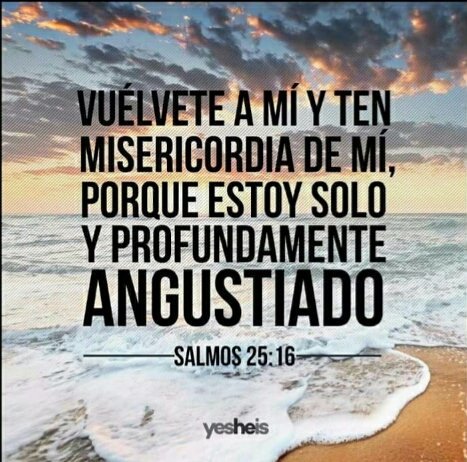 VUÉLVETE A MÍ Y TEN
MISERICORDIA DE MÍ,
PORQUE ESTOY SOLO
Y PROFUNDAMENTE
ANGUSTIADO
SALMOS 25:16
yesheis